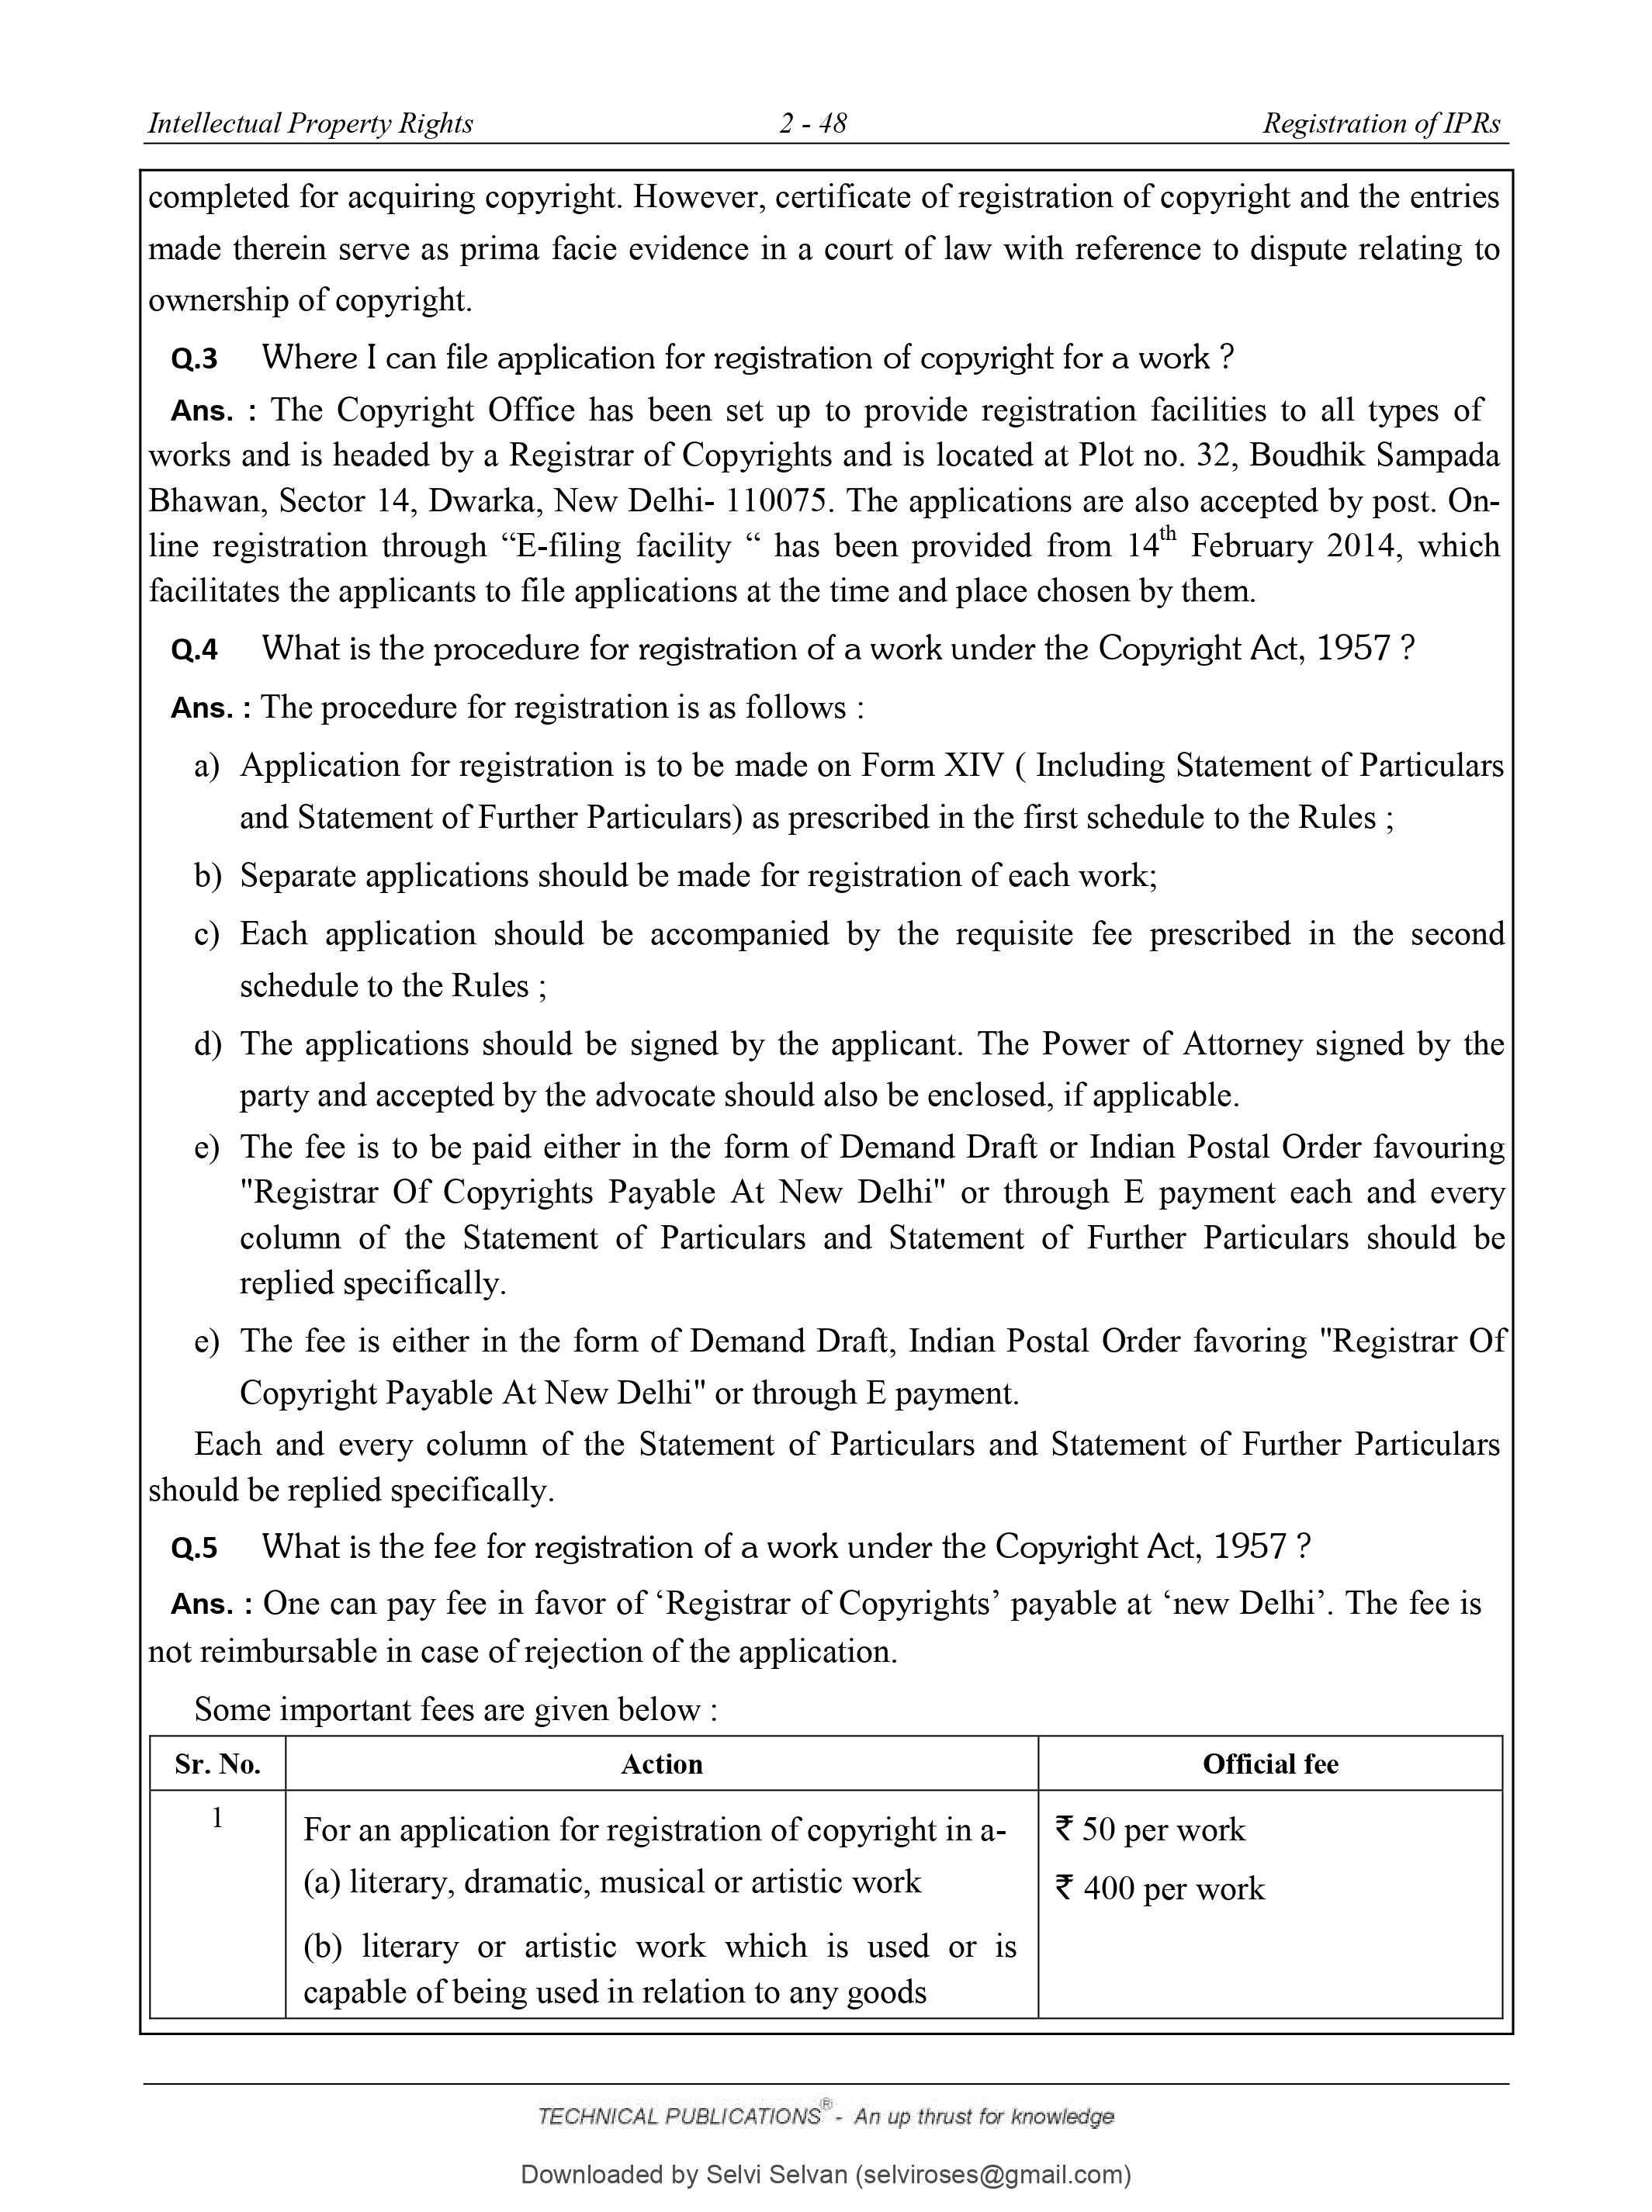 Intellectual Property Rights 2 - 48 Registration of IPRs
completed for acquiring copyright. However, certificate of registration of copyright and the entries
made therein serve as prima facie evidence in a court of law with reference to dispute relating to
ownership of copyright.
Q.3 Where I can file application for registration of copyright for a work ?
Ans. : The Copyright Office has been set up to provide registration facilities to all types of
works and is headed by a Registrar of Copyrights and is located at Plot no. 32, Boudhik Sampada
Bhawan, Sector 14, Dwarka, New Delhi- 110075. The applications are also accepted by post. On-
line registration through “E-filing facility “ has been provided from 14th February 2014, which
facilitates the applicants to file applications at the time and place chosen by them.
Q.4 What is the procedure for registration of a work under the Copyright Act, 1957 ?
Ans. : The procedure for registration is as follows :
a) Application for registration is to be made on Form XIV ( Including Statement of Particulars
and Statement of Further Particulars) as prescribed in the first schedule to the Rules ;
b) Separate applications should be made for registration of each work;
c) Each application should be accompanied by the requisite fee prescribed in the second
schedule to the Rules ;
d) The applications should be signed by the applicant. The Power of Attorney signed by the
party and accepted by the advocate should also be enclosed, if applicable.
e) The fee is to be paid either in the form of Demand Draft or Indian Postal Order favouring
"Registrar Of Copyrights Payable At New Delhi" or through E payment each and every
column of the Statement of Particulars and Statement of Further Particulars should be
replied specifically.
e) The fee is either in the form of Demand Draft, Indian Postal Order favoring "Registrar Of
Copyright Payable At New Delhi" or through E payment.
Each and every column of the Statement of Particulars and Statement of Further Particulars
should be replied specifically.
Q.5 What is the fee for registration of a work under the Copyright Act, 1957 ?
Ans. : One can pay fee in favor of ‘Registrar of Copyrights’ payable at ‘new Delhi’. The fee is
not reimbursable in case of rejection of the application.
Some important fees are given below :
Sr. No. Action Official fee
1 For an application for registration of copyright in a- ₹ 50 per work
(a) literary, dramatic, musical or artistic work ₹ 400 per work
(b) literary or artistic work which is used or is
capable of being used in relation to any goods
TECHNICAL PUBLICATIONS® - An up thrust for knowledge
Downloaded by Selvi Selvan (selviroses@gmail.com)